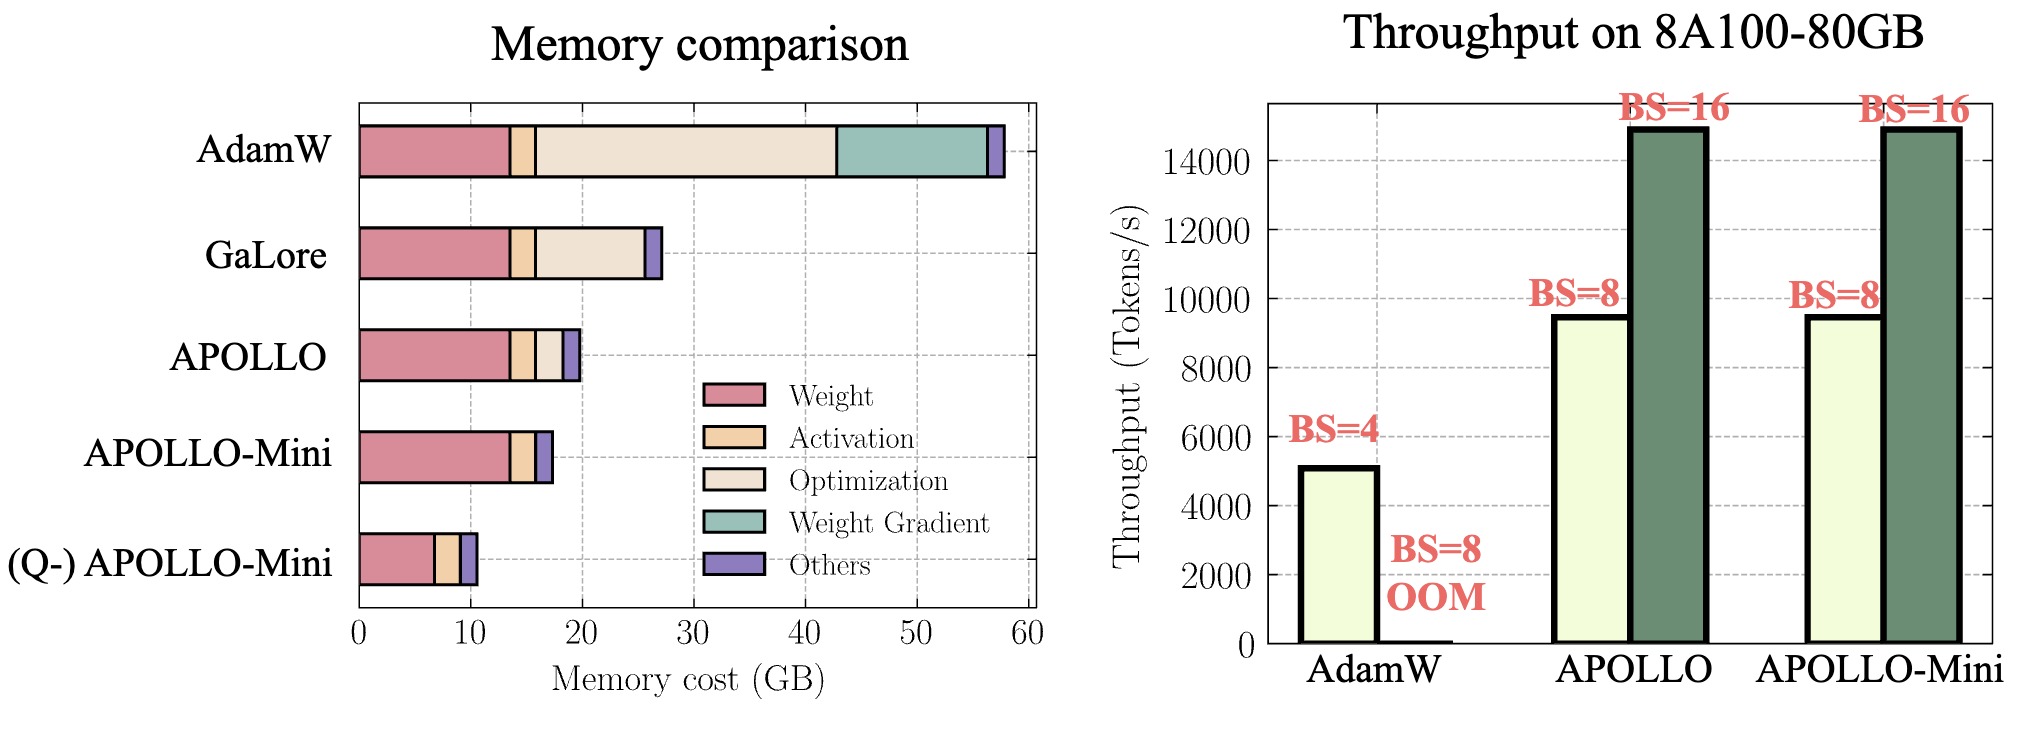 Memory comparison
AdamW
GaLore
APOLLO
APOLLO-Mini
(Q-) APOLLO-Mini
Weight
Activation
Optimization
Weight Gradient
Others
0 10 20 30 40 50 60
Memory cost (GB)
Throughput on 8A100-80GB
Throughput (Tokens/s)
14000
12000
10000
8000
6000
4000
2000
0
BS=4
BS=8
OOM
BS=8
BS=16
BS=8
BS=16
AdamW APOLLO APOLLO-Mini